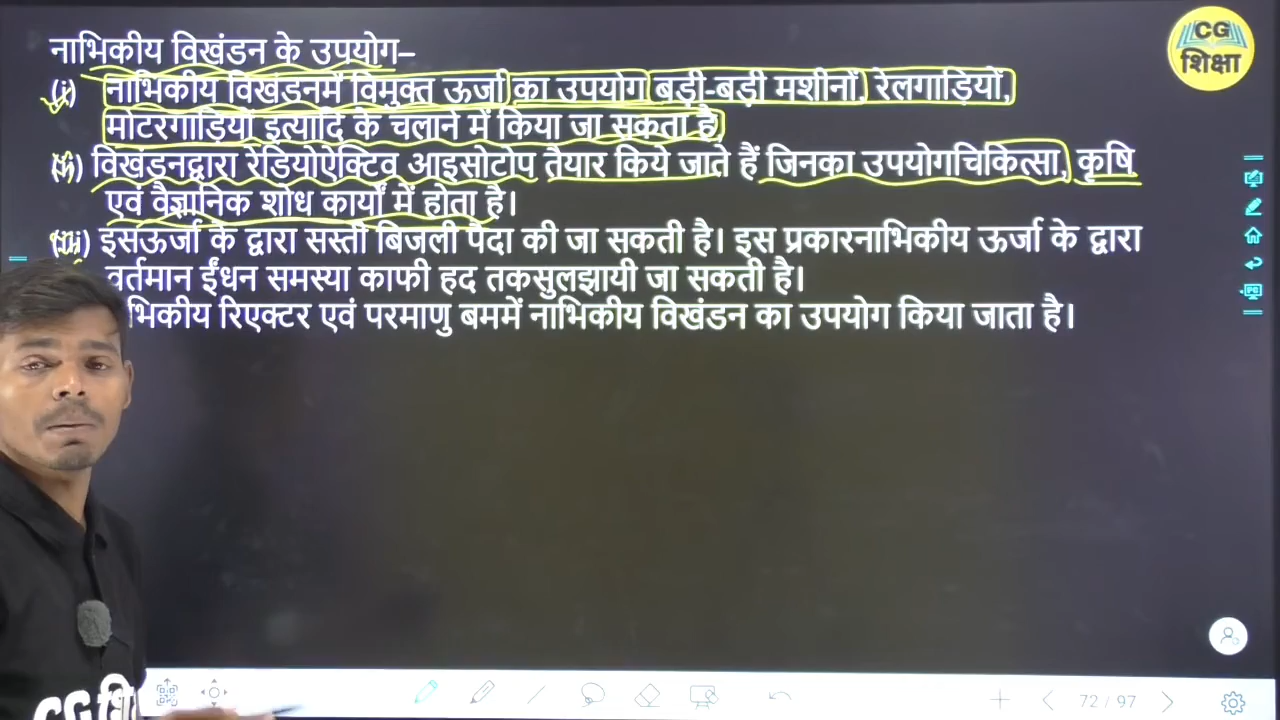 नाभिकीय विखंडन के उपयोग–
(i) नाभिकीय विखंडनमें विमुक्त ऊर्जा का उपयोग बड़ी-बड़ी मशीनों, रेलगाड़ियों,
मोटरगाड़ियों इत्यादि के चलाने में किया जा सकता है
(ii) विखंडनद्वारा रेडियोऐक्टिव आइसोटोप तैयार किये जाते हैं जिनका उपयोगचिकित्सा, कृषि
एवं वैज्ञानिक शोध कार्यों में होता है।
(iii) इसऊर्जा के द्वारा सस्ती बिजली पैदा की जा सकती है। इस प्रकारनाभिकीय ऊर्जा के द्वारा
वर्तमान ईंधन समस्या काफी हद तकसुलझायी जा सकती है।
भिकीय रिएक्टर एवं परमाणु बममें नाभिकीय विखंडन का उपयोग किया जाता है।
CG
शिक्षा
72 / 97
CG शि